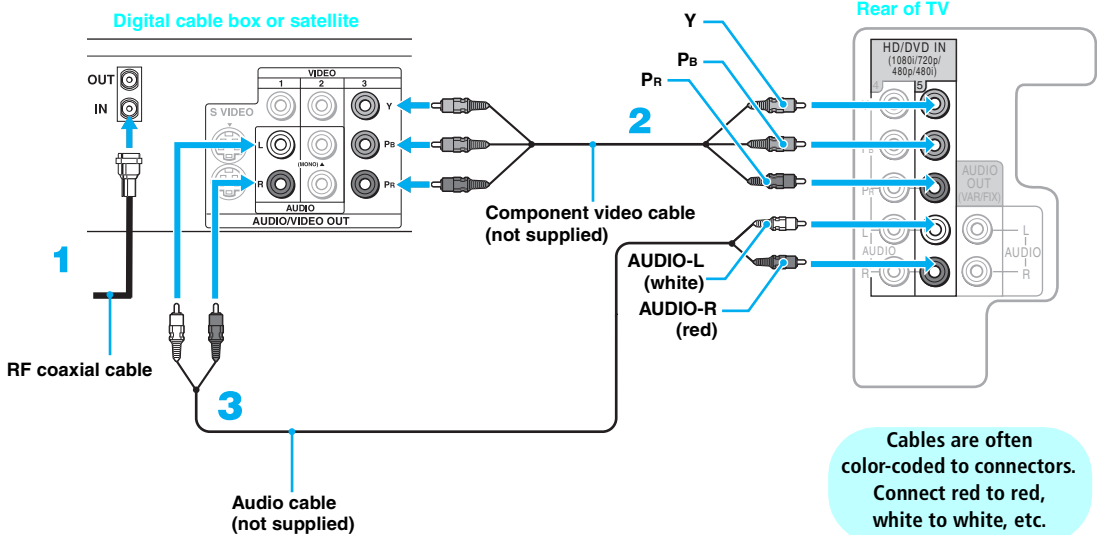 Digital cable box or satellite
Rear of TV
OUT
IN
S VIDEO
VIDEO
1 2 3
Y
L
PB
(MONO)
R
PR
AUDIO
AUDIO/VIDEO OUT
1
RF coaxial cable
2
Component video cable
(not supplied)
Y
PB
PR
AUDIO-L
(white)
AUDIO-R
(red)
3
Audio cable
(not supplied)
HD/DVD IN
(1080i/720p/
480p/480i)
4 5
PB
PR
L
AUDIO
R
AUDIO
OUT
(VAR/FIX)
L
AUDIO
R
Cables are often
color-coded to connectors.
Connect red to red,
white to white, etc.